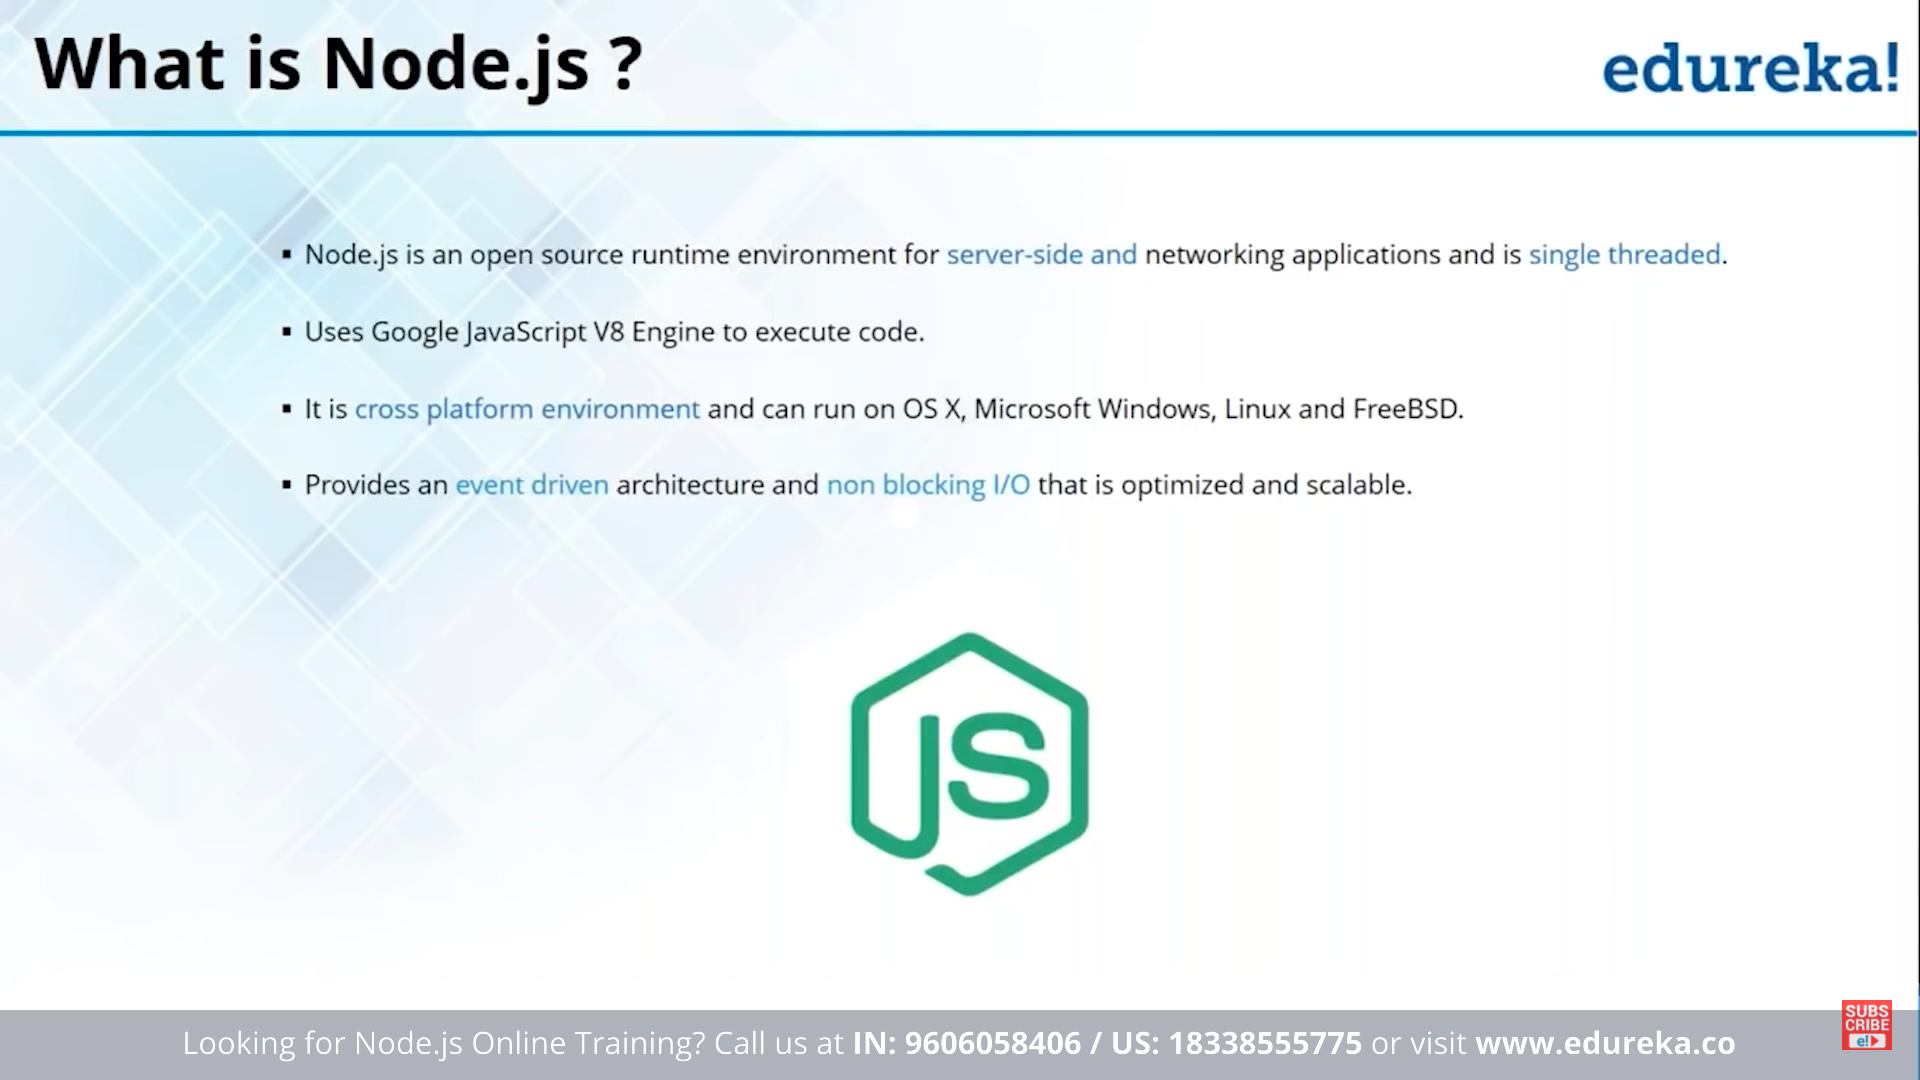 What is Node.js ?
edureka!
▪ Node.js is an open source runtime environment for server-side and networking applications and is single threaded.
▪ Uses Google JavaScript V8 Engine to execute code.
▪ It is cross platform environment and can run on OS X, Microsoft Windows, Linux and FreeBSD.
▪ Provides an event driven architecture and non blocking I/O that is optimized and scalable.
JS
SUBS
CRIBE
e!
Looking for Node.js Online Training? Call us at IN: 9606058406 / US: 18338555775 or visit www.edureka.co